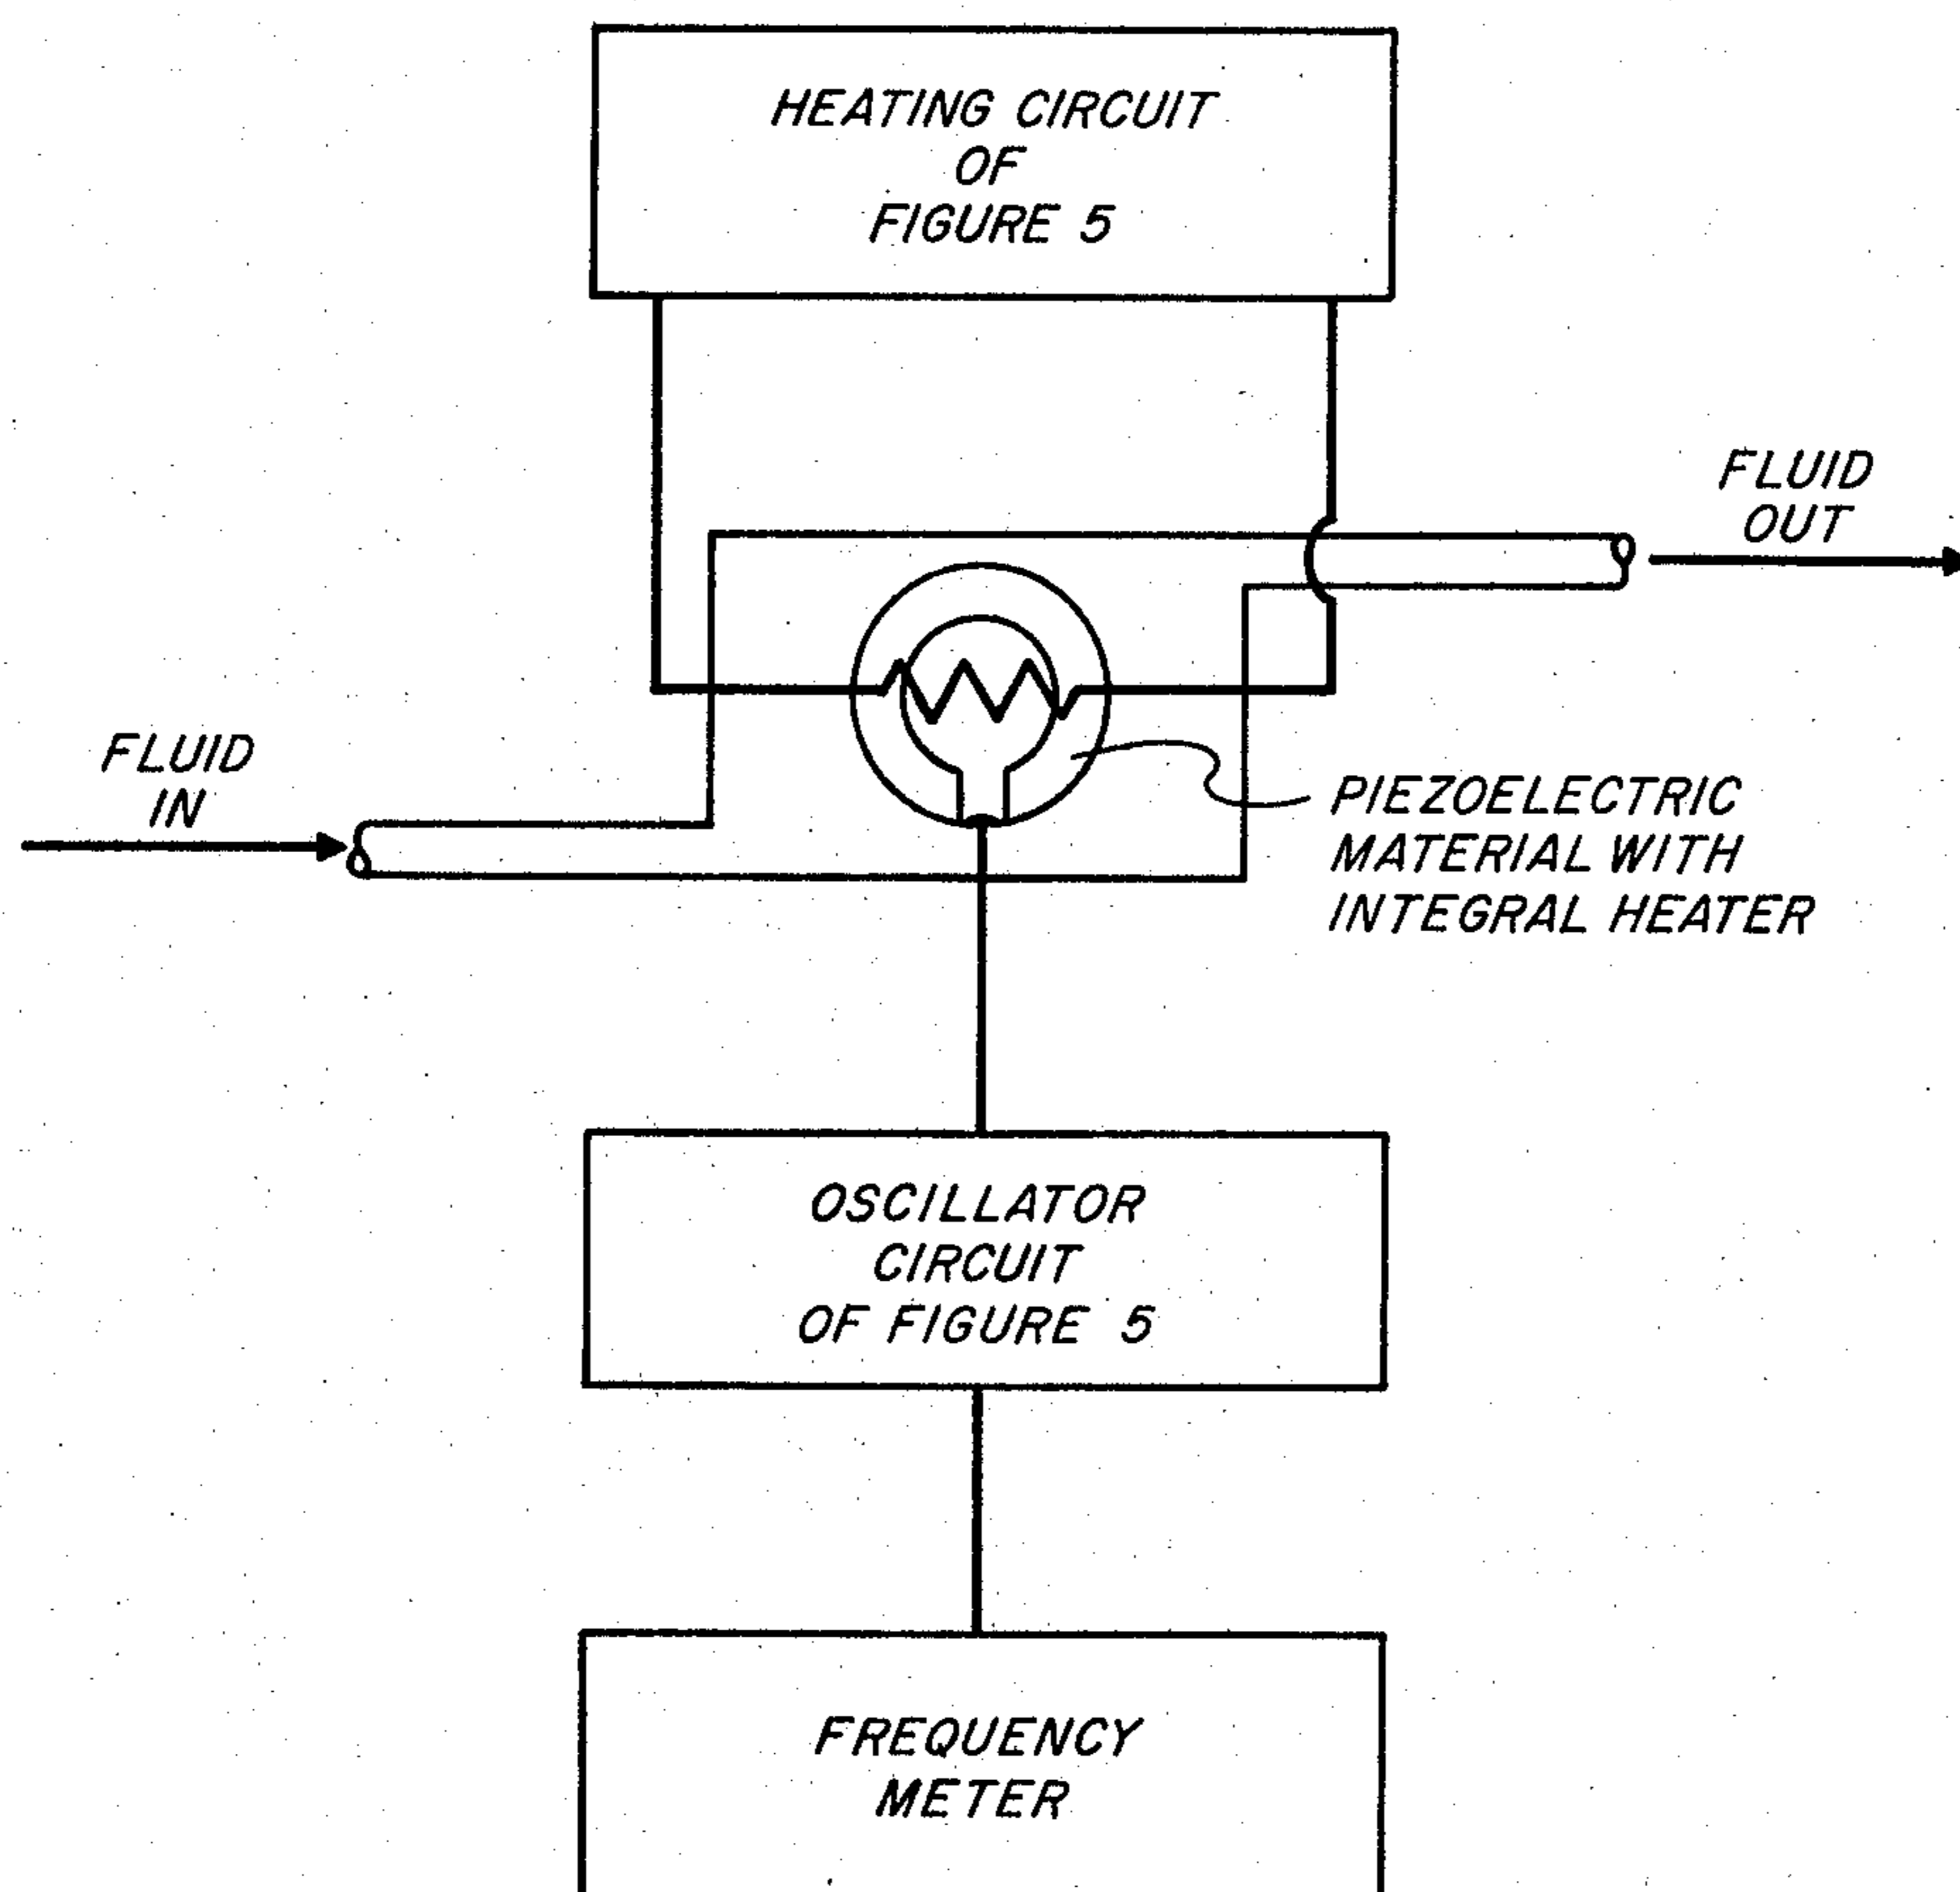 HEATING CIRCUIT
OF
FIGURE 5
FLUID
OUT
FLUID
IN
PIEZOELECTRIC
MATERIAL WITH
INTEGRAL HEATER
OSCILLATOR
CIRCUIT
OF FIGURE 5
FREQUENCY
METER